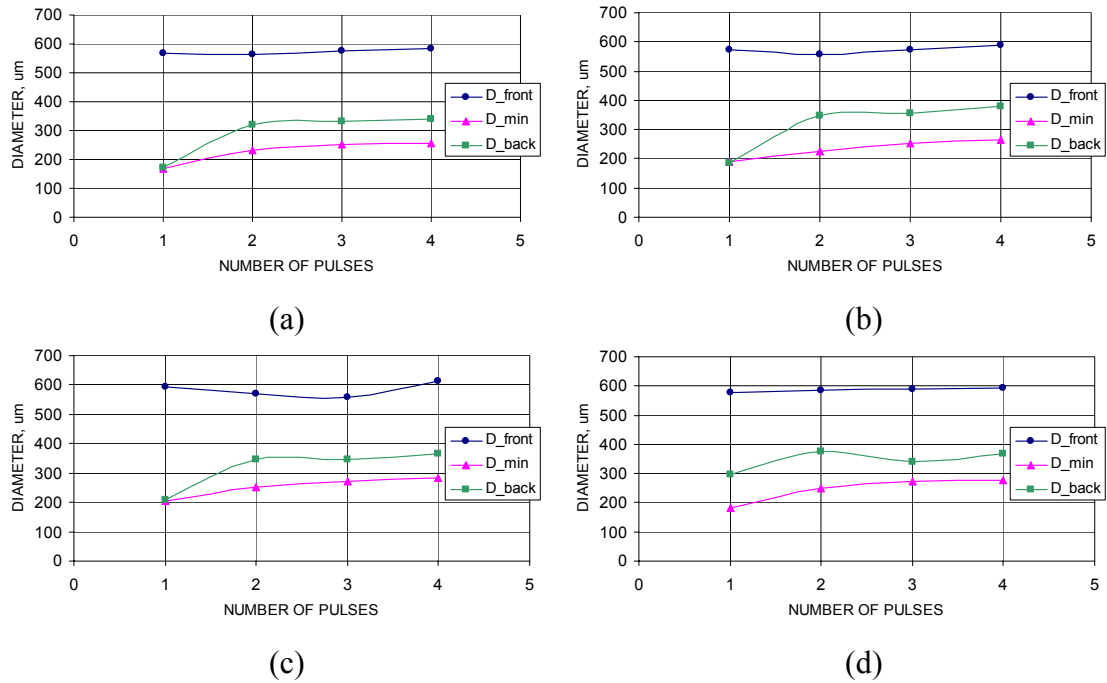 700
600
500
400
300
200
100
0
DIAMETER, um
0 1 2 3 4 5
NUMBER OF PULSES
D_front
D_min
D_back
(a)
700
600
500
400
300
200
100
0
DIAMETER, um
0 1 2 3 4 5
NUMBER OF PULSES
D_front
D_min
D_back
(b)
700
600
500
400
300
200
100
0
DIAMETER, um
0 1 2 3 4 5
NUMBER OF PULSES
D_front
D_min
D_back
(c)
700
600
500
400
300
200
100
0
DIAMETER, um
0 1 2 3 4 5
NUMBER OF PULSES
D_front
D_min
D_back
(d)